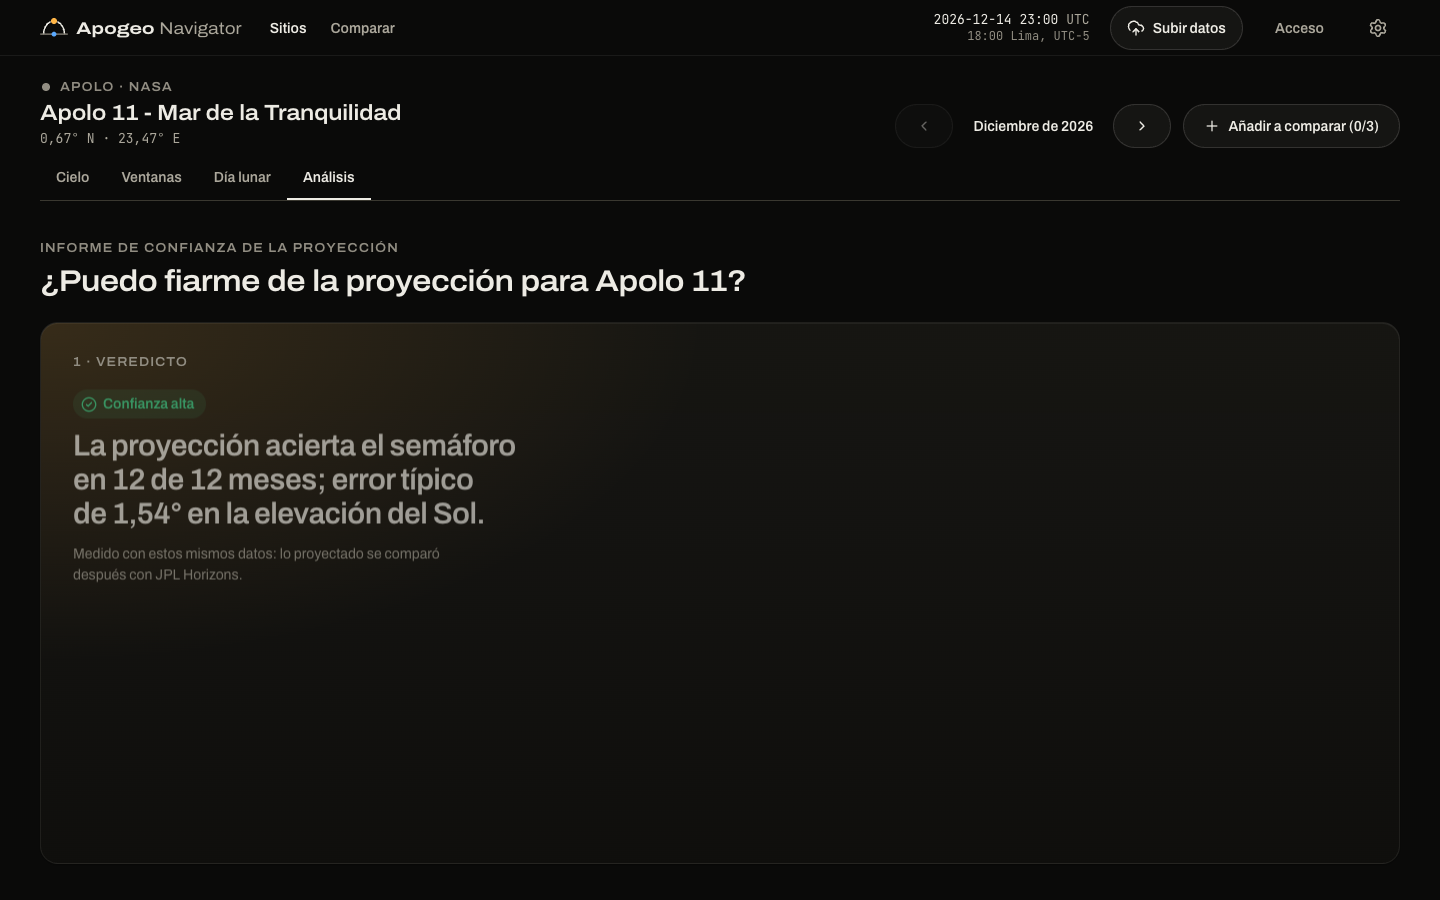 Apogeo Navigator
Sitios
Comparar
2026-12-14 23:00 UTC
18:00 Lima, UTC-5
Subir datos
Acceso
APOLO · NASA
Apolo 11 - Mar de la Tranquilidad
0,67° N · 23,47° E
Diciembre de 2026
Añadir a comparar (0/3)
Cielo
Ventanas
Día lunar
Análisis
INFORME DE CONFIANZA DE LA PROYECCIÓN
¿Puedo fiarme de la proyección para Apolo 11?
1 · VEREDICTO
Confianza alta
La proyección acierta el semáforo
en 12 de 12 meses; error típico
de 1,54° en la elevación del Sol.
Medido con estos mismos datos: lo proyectado se comparó
después con JPL Horizons.